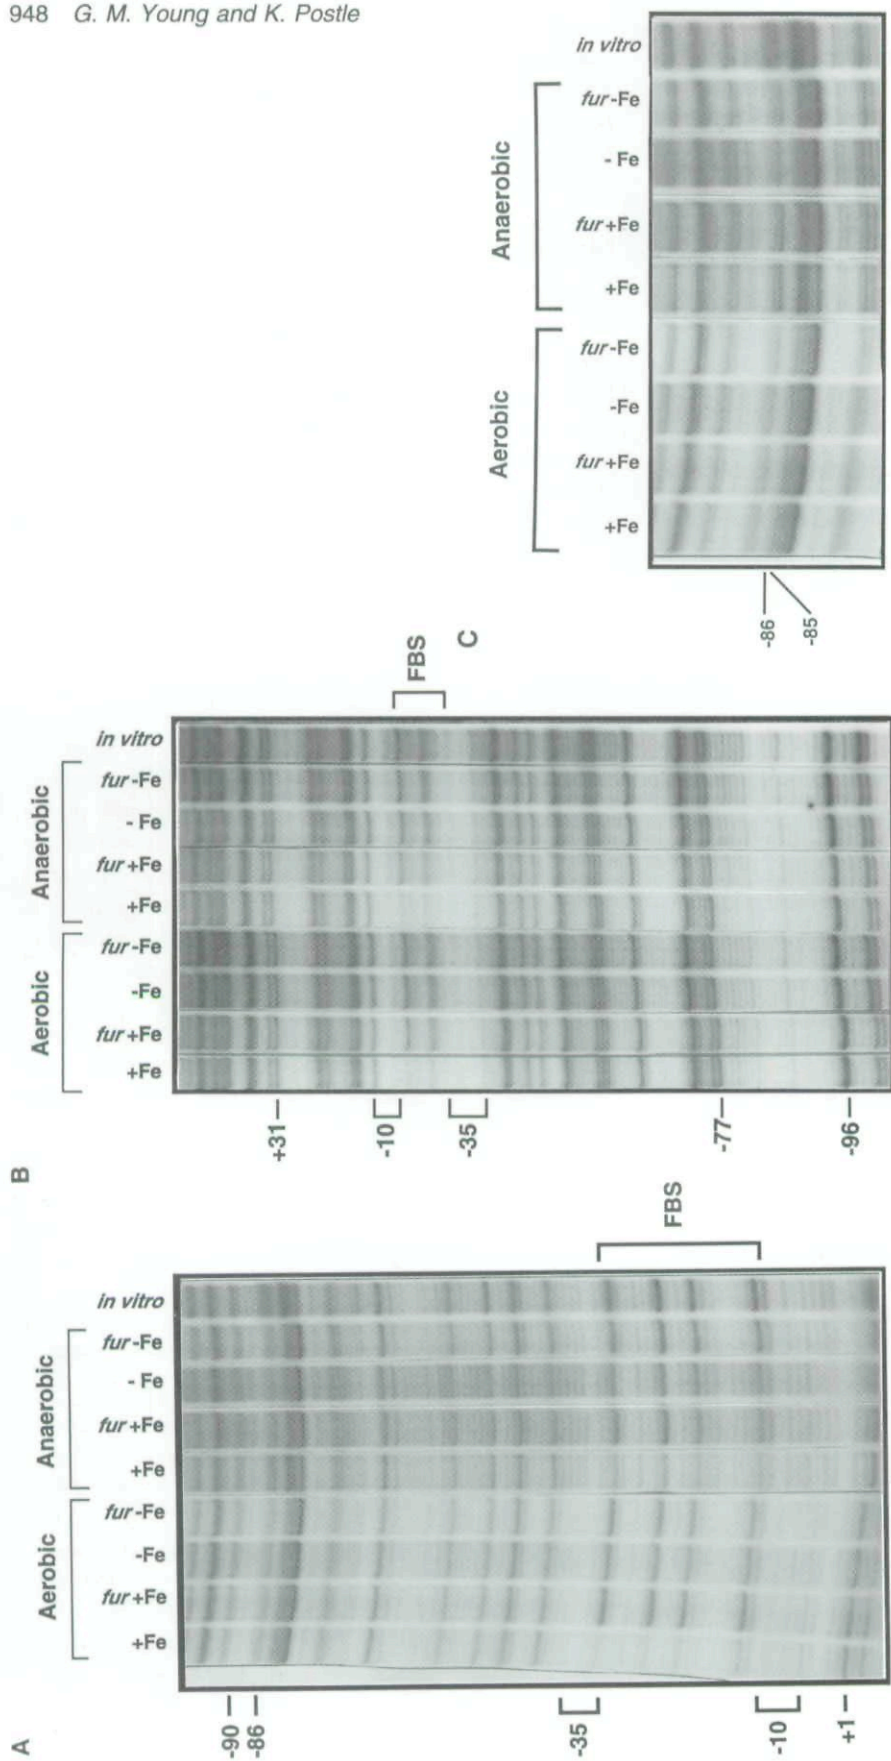 948 G. M. Young and K. Postle
A
Aerobic Anaerobic
+Fe fur+Fe -Fe fur-Fe +Fe fur+Fe - Fe fur-Fe in vitro
-90
-86
-35
-10
+1
FBS
B
Aerobic Anaerobic
+Fe fur+Fe -Fe fur-Fe +Fe fur+Fe - Fe fur-Fe in vitro
+31
-10
-35
-77
-96
FBS
C
Aerobic Anaerobic
+Fe fur+Fe -Fe fur-Fe +Fe fur+Fe - Fe fur-Fe in vitro
-86
-85